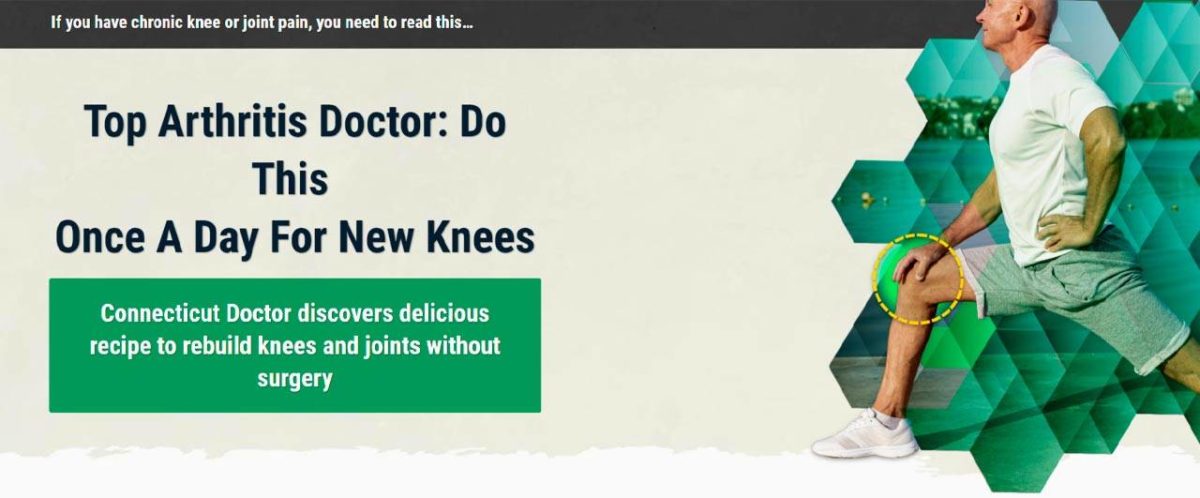 If you have chronic knee or joint pain, you need to read this...
Top Arthritis Doctor: Do
This
Once A Day For New Knees
Connecticut Doctor discovers delicious
recipe to rebuild knees and joints without
surgery